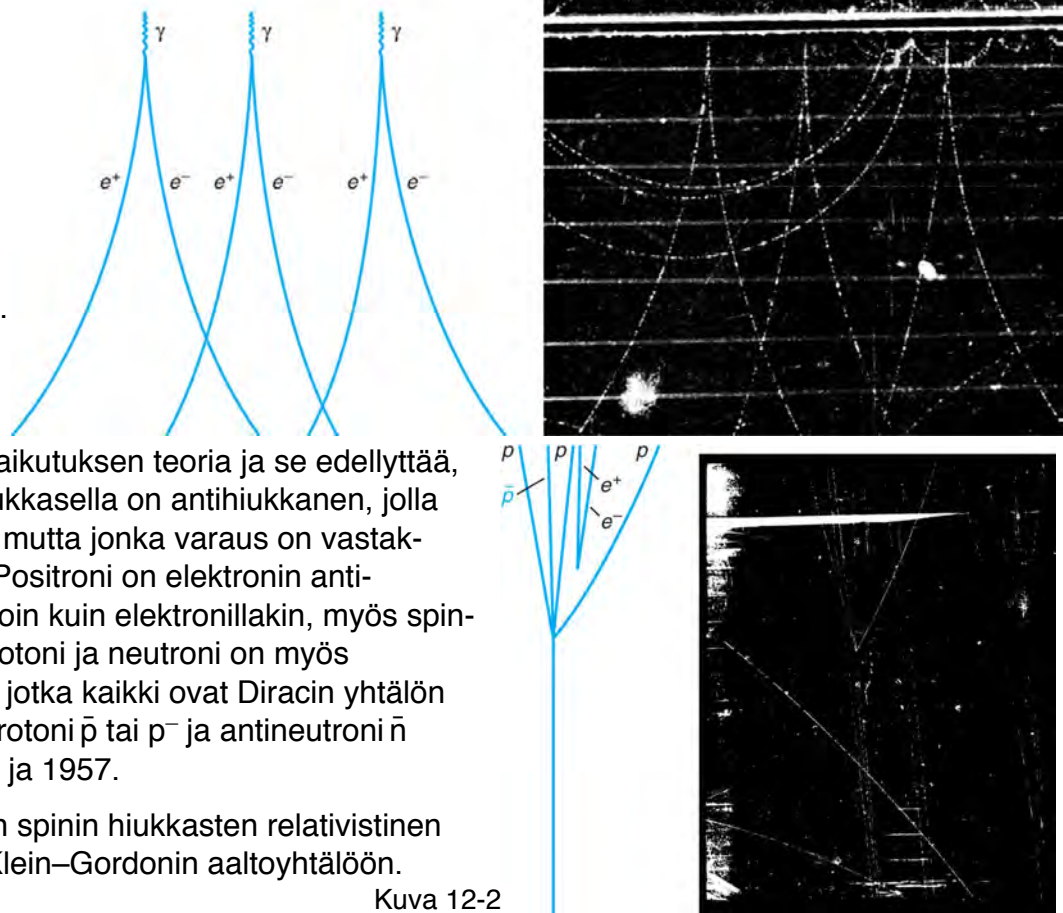 γ γ γ
e⁺ e⁻ e⁺ e⁻ e⁺ e⁻
.
aikutuksen teoria ja se edellyttää,
ukkasella on antihiukkanen, jolla
mutta jonka varaus on vastak-
Positroni on elektronin anti-
oin kuin elektronillakin, myös spin-
otoni ja neutroni on myös
jotka kaikki ovat Diracin yhtälön
rotoni p̄ tai p⁻ ja antineutroni n̄
ja 1957.
n spinin hiukkasten relativistinen
Klein–Gordonin aaltoyhtälöön.
Kuva 12-2
p p p
p̄ e⁺
e⁻